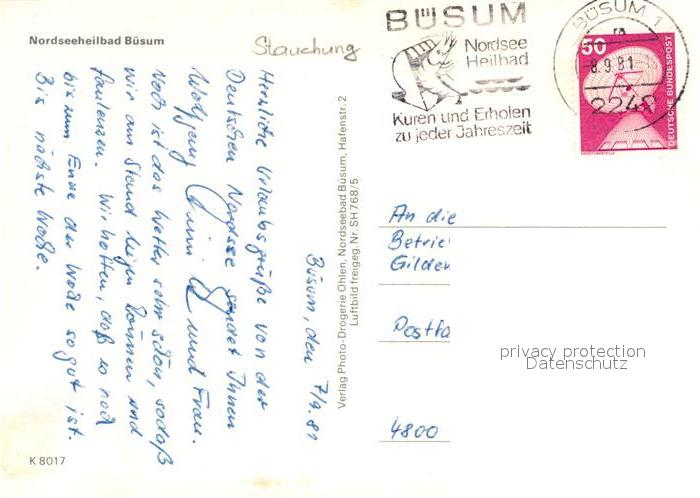 Nordseeheilbad Büsum
Stauchung
Büsum, den 7/9.81
Herzliche Urlaubsgrüße von der
Deutschen Nordsee sendet Ihnen
Wolfgang und Frau.
Noch ist das Wetter sehr schön, sodaß
wir am Stand liegen können und
faulenzen. Wir hoffen, daß es noch
bis zum Ende der Woche so gut ist.
Bis nächste Woche.
K 8017
Verlag Photo-Drogerie Ohlen, Nordseebad Büsum, Hafenstr. 2
Luftbild freigeg. Nr. SH 768/5
BÜSUM
Nordsee
Heilbad
Kuren und Erholen
zu jeder Jahreszeit
BÜSUM 1
8.9.81
2242
50
DEUTSCHE BUNDESPOST
An die
Betrie
Gilden
Postfa
4800
privacy protection
Datenschutz